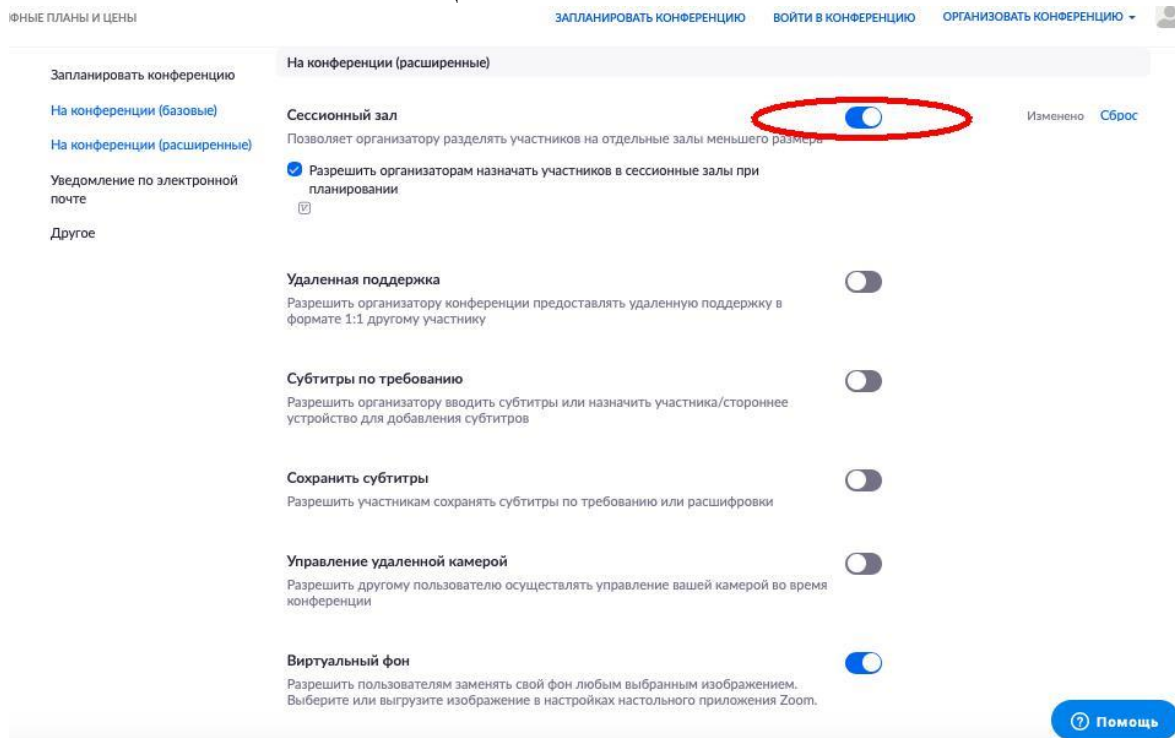 ФНЫЕ ПЛАНЫ И ЦЕНЫ
ЗАПЛАНИРОВАТЬ КОНФЕРЕНЦИЮ
ВОЙТИ В КОНФЕРЕНЦИЮ
ОРГАНИЗОВАТЬ КОНФЕРЕНЦИЮ
Запланировать конференцию
На конференции (базовые)
На конференции (расширенные)
Уведомление по электронной
почте
Другое
На конференции (расширенные)
Сессионный зал
Изменено Сброс
Позволяет организатору разделять участников на отдельные залы меньшего размера
Разрешить организаторам назначать участников в сессионные залы при
планировании
Удаленная поддержка
Разрешить организатору конференции предоставлять удаленную поддержку в
формате 1:1 другому участнику
Субтитры по требованию
Разрешить организатору вводить субтитры или назначить участника/стороннее
устройство для добавления субтитров
Сохранить субтитры
Разрешить участникам сохранять субтитры по требованию или расшифровки
Управление удаленной камерой
Разрешить другому пользователю осуществлять управление вашей камерой во время
конференции
Виртуальный фон
Разрешить пользователям заменять свой фон любым выбранным изображением.
Выберите или выгрузите изображение в настройках настольного приложения Zoom.
Помощь